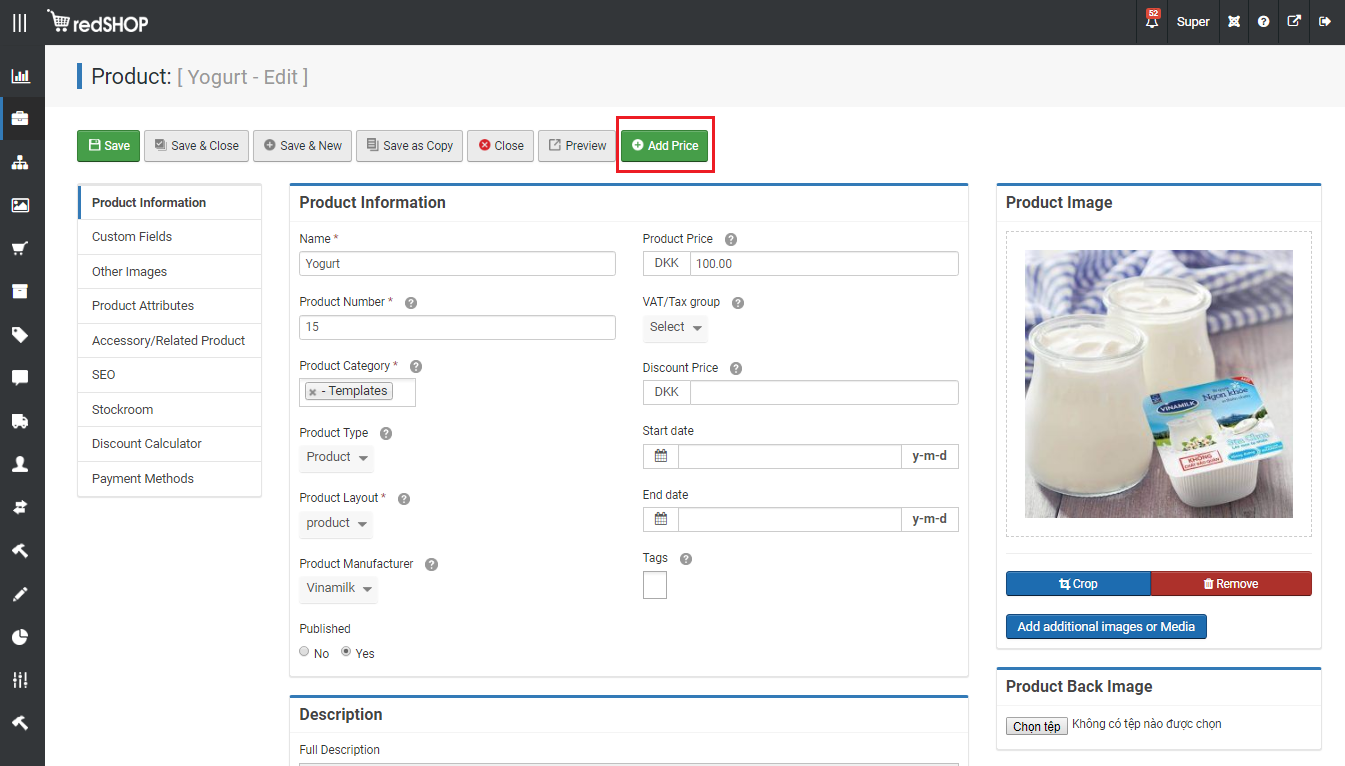 redSHOP
52
Super
Product: [ Yogurt - Edit ]
Save
Save & Close
Save & New
Save as Copy
Close
Preview
Add Price
Product Information
Custom Fields
Other Images
Product Attributes
Accessory/Related Product
SEO
Stockroom
Discount Calculator
Payment Methods
Product Information
Name *
Yogurt
Product Number *
15
Product Category *
- Templates
Product Type
Product
Product Layout *
product
Product Manufacturer
Vinamilk
Published
No
Yes
Product Price
DKK
100.00
VAT/Tax group
Select
Discount Price
DKK
Start date
y-m-d
End date
y-m-d
Tags
Description
Full Description
Product Image
Ngon khỏe
VINAMILK
Sữa Chua
KHÔNG
Crop
Remove
Add additional images or Media
Product Back Image
Chọn tệp Không có tệp nào được chọn